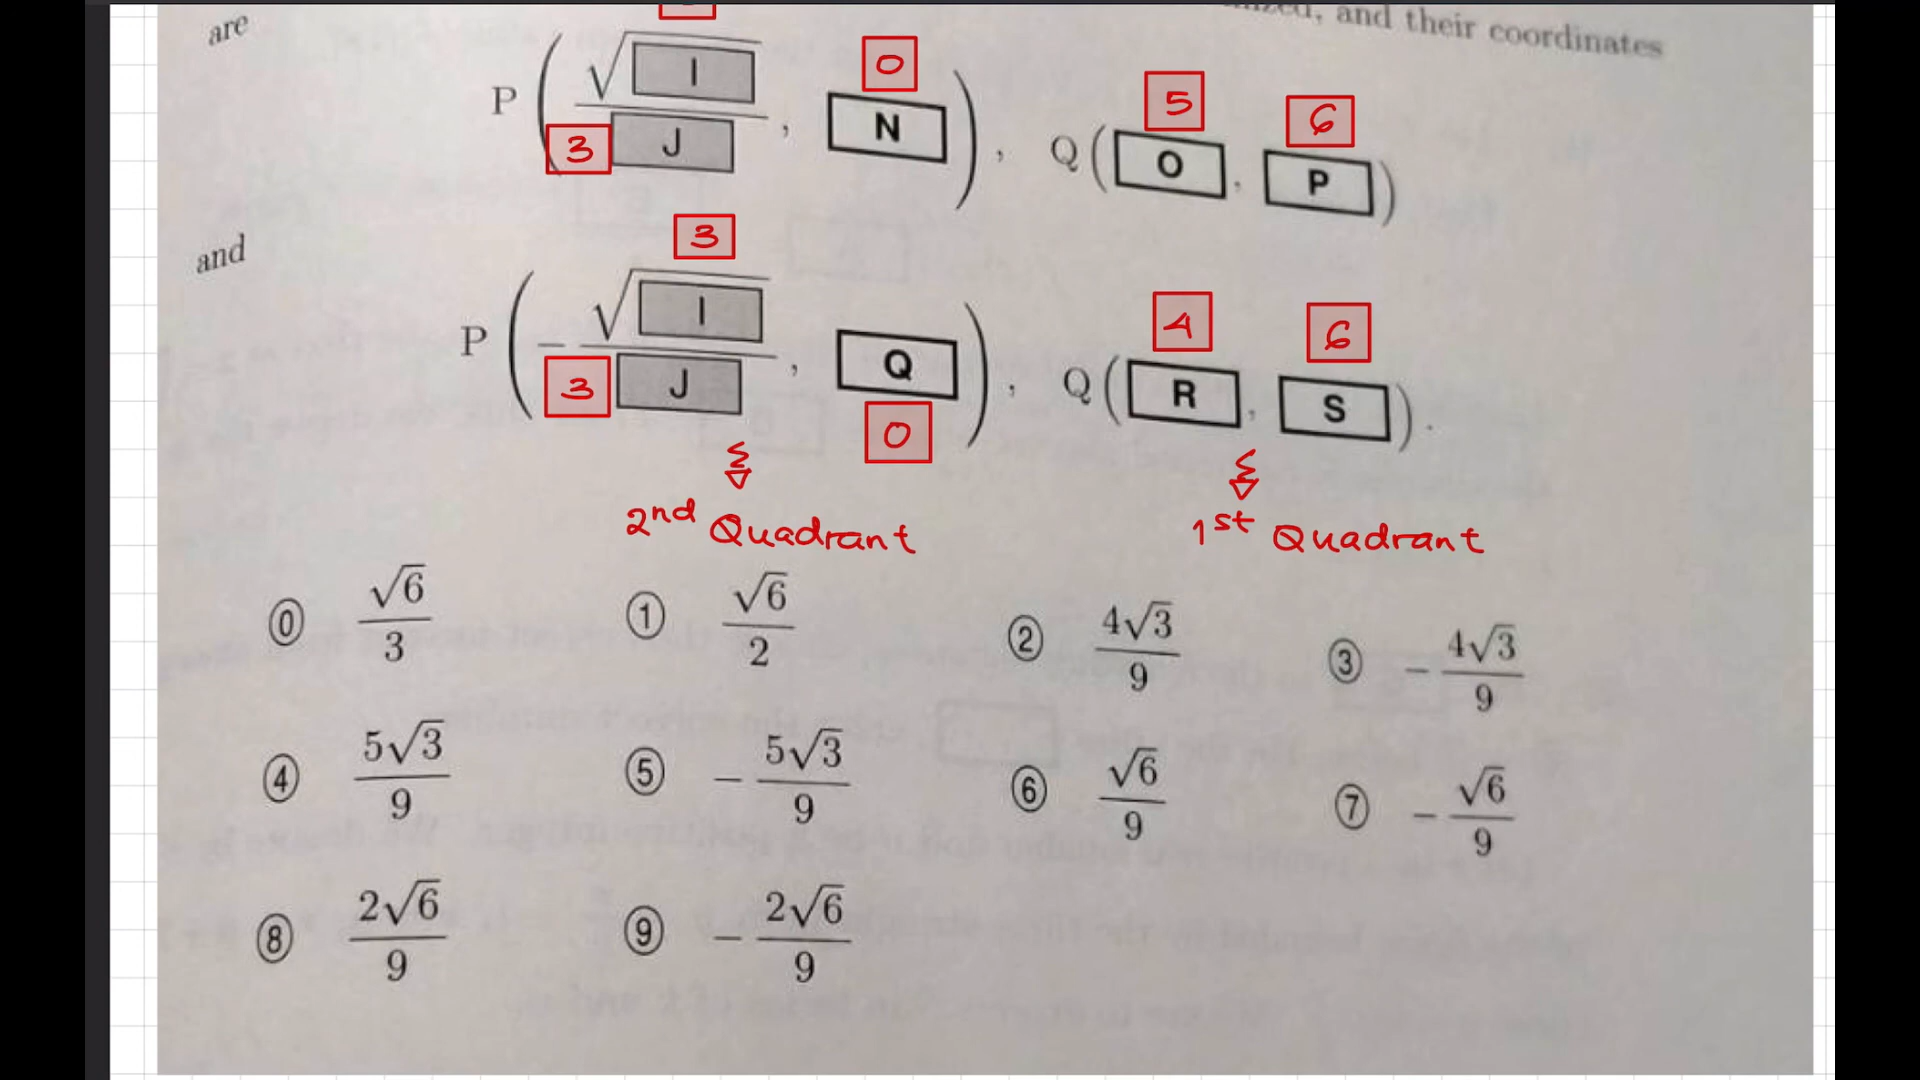 are
and their coordinates
P ( √I / 3 J , 0 N ) , Q ( 5 O , 6 P )
and
P ( − √I 3 / 3 J , Q 0 ) , Q ( 4 R , 6 S ) .
2nd Quadrant 1st Quadrant
⓪ √6/3 ① √6/2 ② 4√3/9 ③ −4√3/9
④ 5√3/9 ⑤ −5√3/9 ⑥ √6/9 ⑦ −√6/9
⑧ 2√6/9 ⑨ −2√6/9